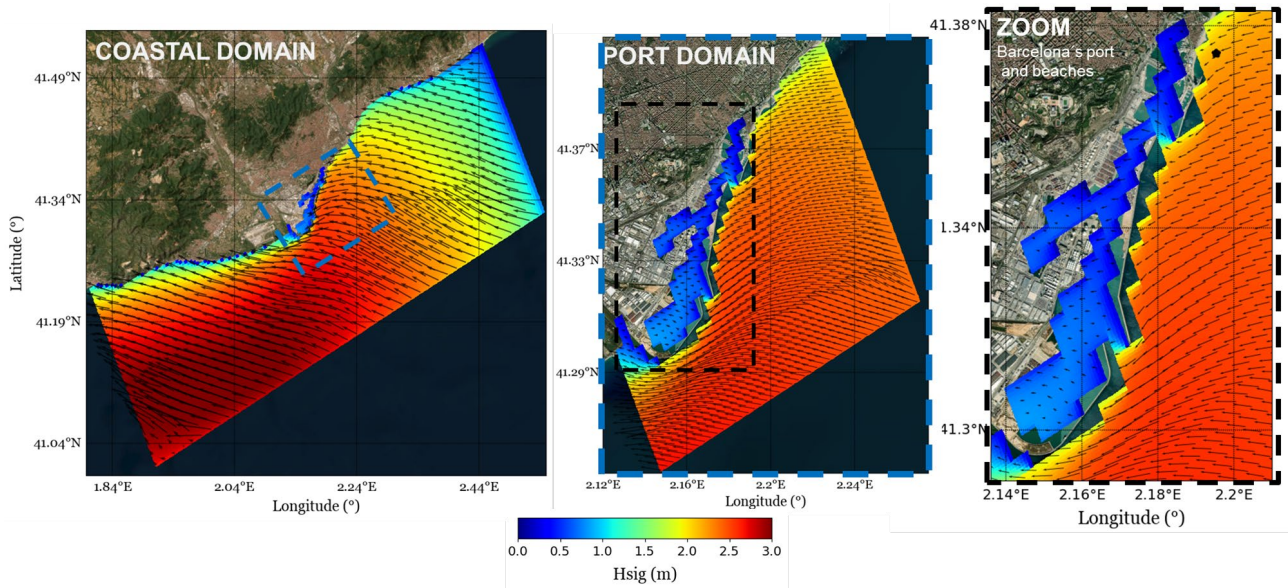 COASTAL DOMAIN
41.49°N
41.34°N
41.19°N
41.04°N
Latitude (°)
1.84°E
2.04°E
2.24°E
2.44°E
Longitude (°)
PORT DOMAIN
41.37°N
41.33°N
41.29°N
2.12°E
2.16°E
2.2°E
2.24°E
Longitude (°)
ZOOM
Barcelona´s port
and beaches
41.38°N
1.34°N
41.3°N
2.14°E
2.16°E
2.18°E
2.2°E
Longitude (°)
0.0 0.5 1.0 1.5 2.0 2.5 3.0
Hsig (m)